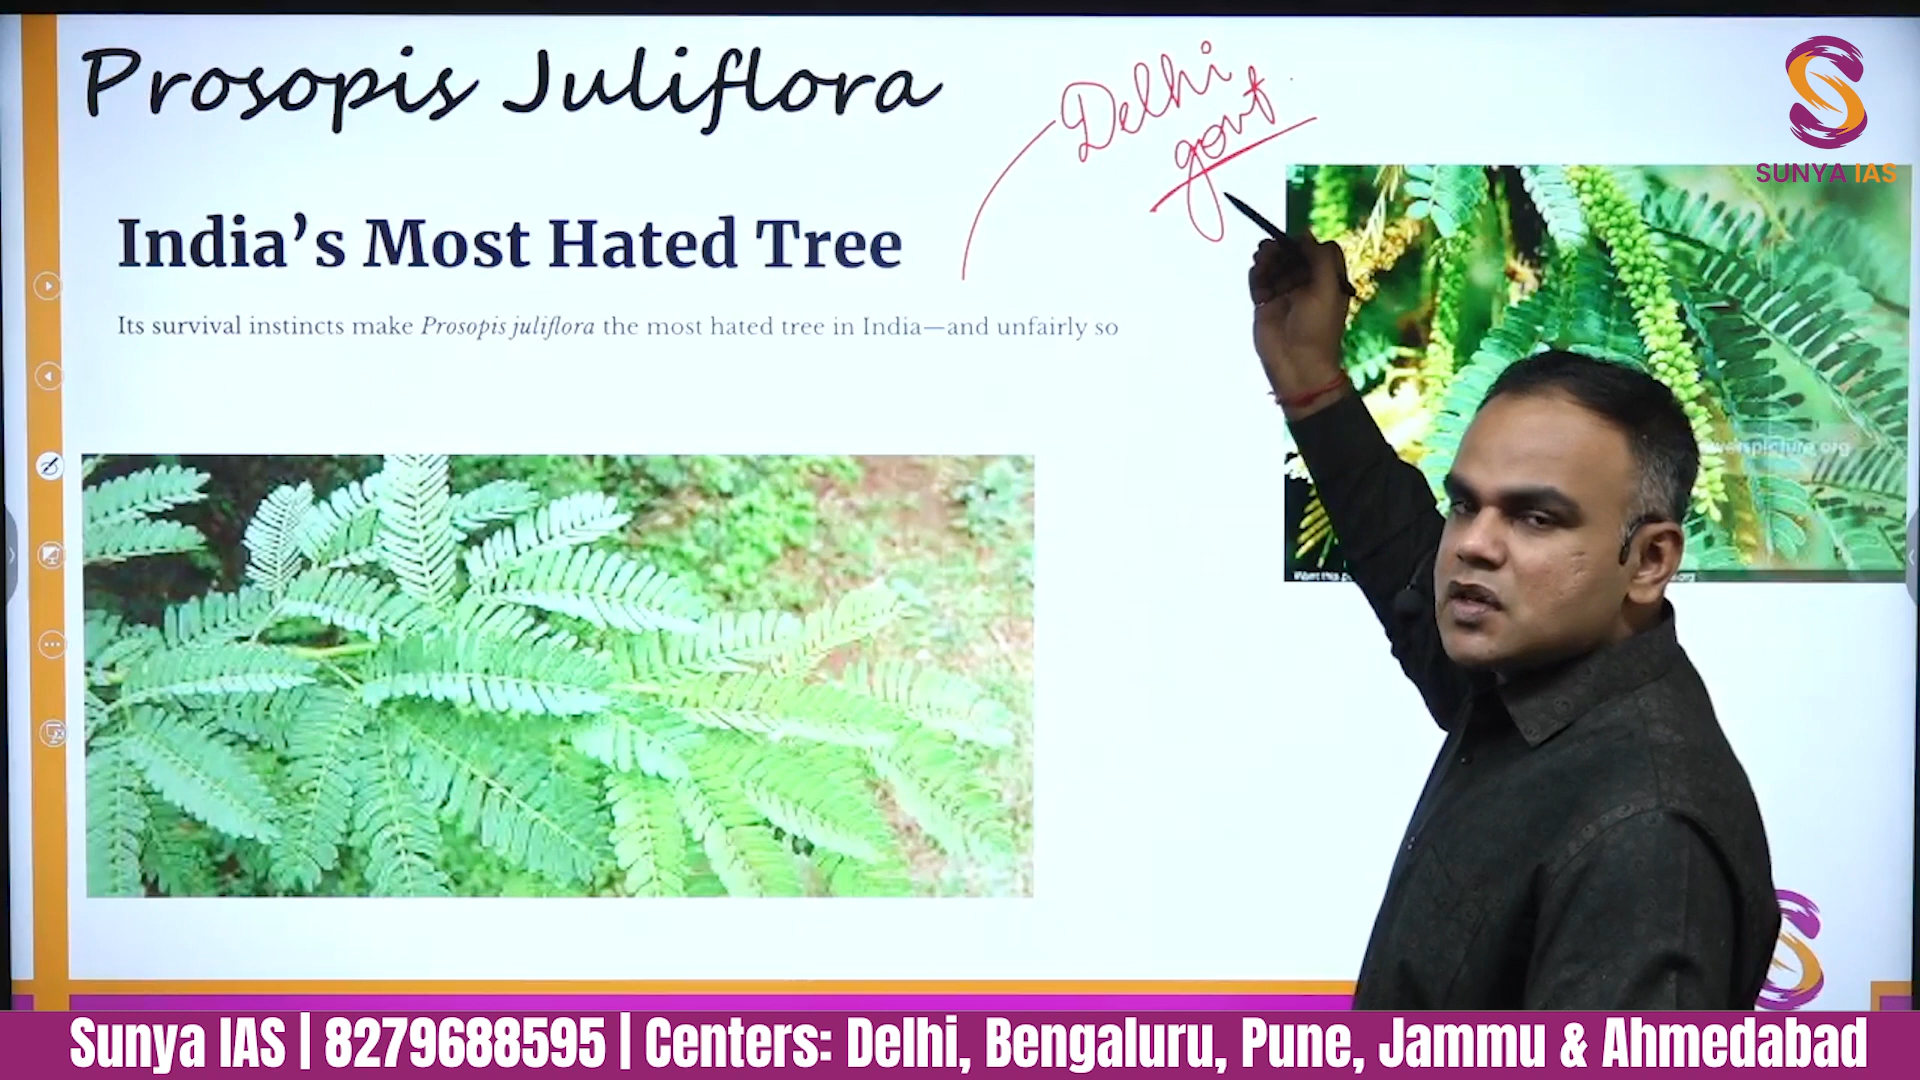 Prosopis Juliflora
Delhi
govt.
SUNYA IAS
India's Most Hated Tree
Its survival instincts make Prosopis juliflora the most hated tree in India—and unfairly so
Sunya IAS | 8279688595 | Centers: Delhi, Bengaluru, Pune, Jammu & Ahmedabad